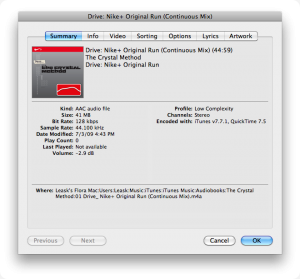 Drive: Nike+ Original Run (Continuous Mix)
Summary Info Video Sorting Options Lyrics Artwork
Drive: Nike+ Original Run (Continuous Mix) (44:59)
The Crystal Method
Drive: Nike+ Original Run
Kind: AAC audio file
Size: 41 MB
Bit Rate: 128 kbps
Sample Rate: 44.100 kHz
Date Modified: 7/3/09 4:43 PM
Play Count: 0
Last Played: Not available
Volume: -2.9 dB
Profile: Low Complexity
Channels: Stereo
Encoded with: iTunes v7.7.1, QuickTime 7.5
Where: Leask's Flora Mac:Users:Leask:Music:iTunes:iTunes Music:Audiobooks:The Crystal
Method:01 Drive_ Nike+ Original Run (Continuous Mix).m4a
Previous Next Cancel OK